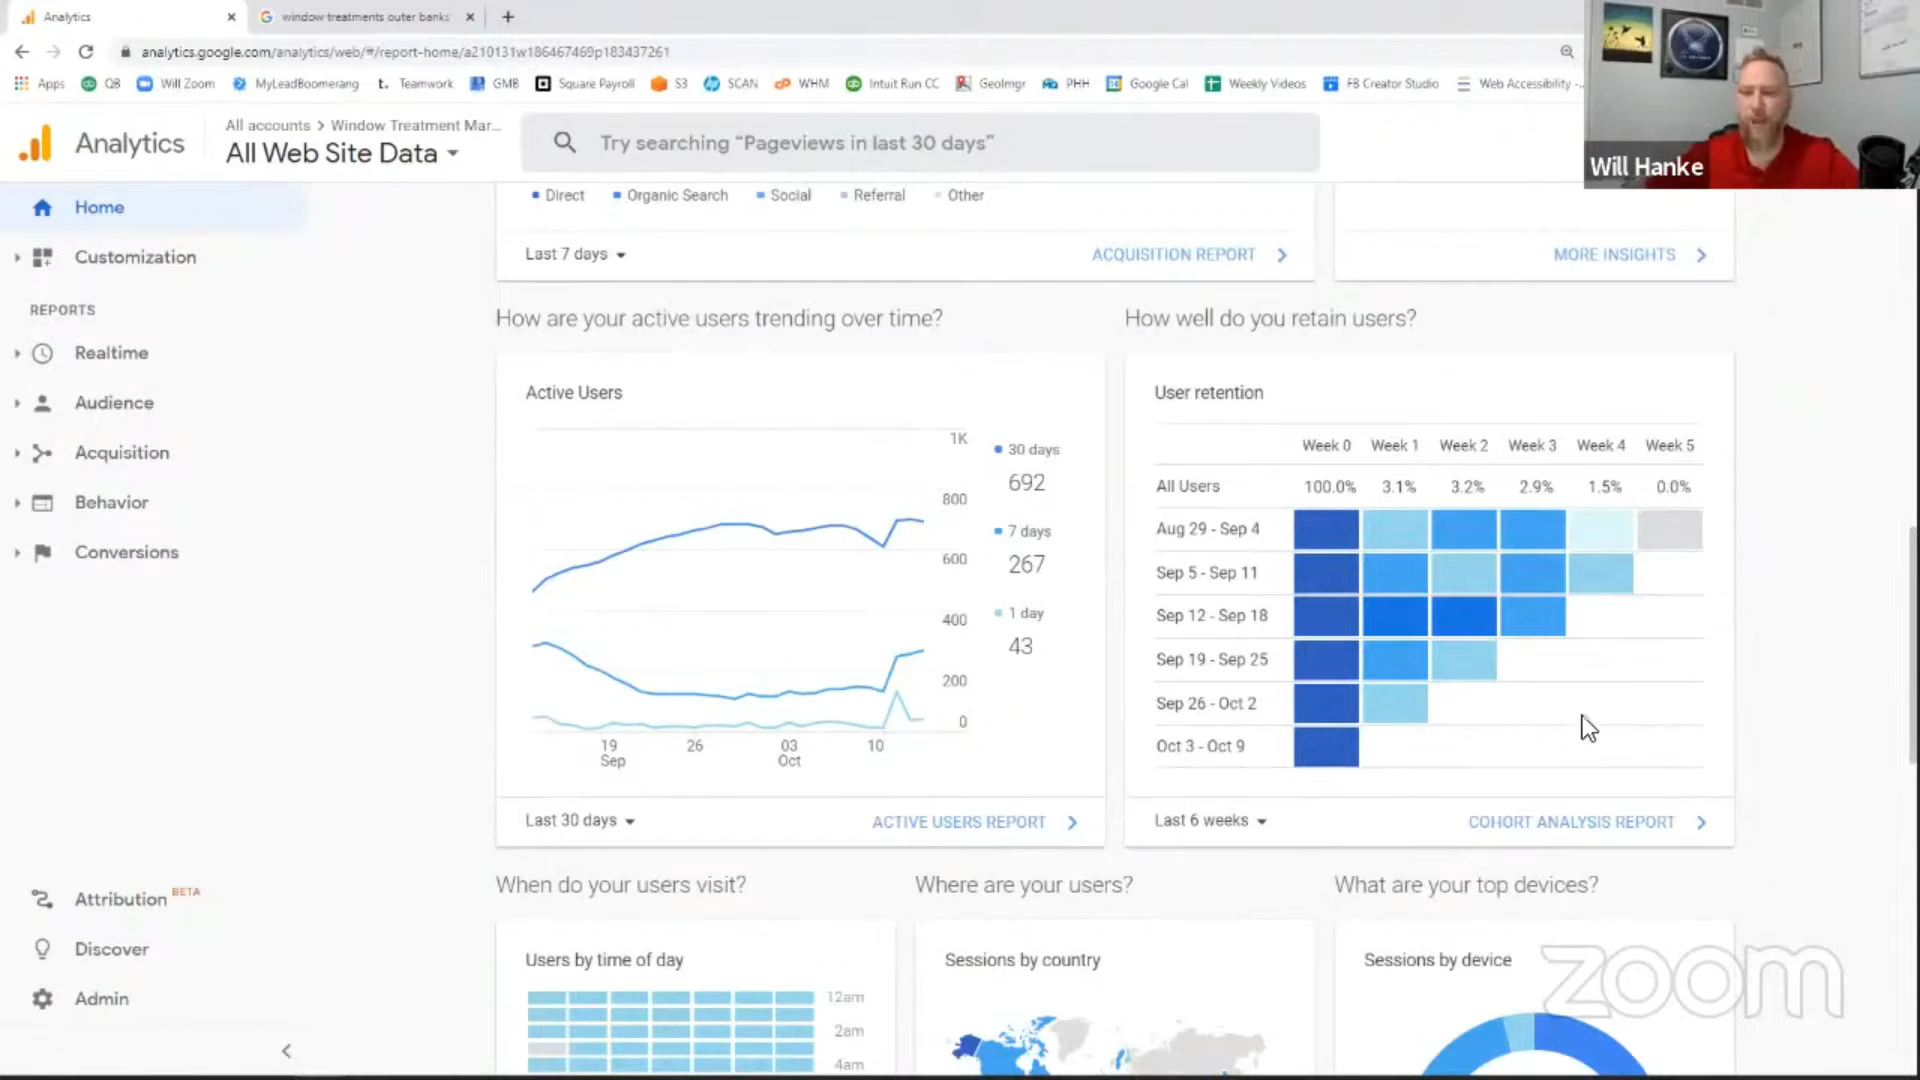 Analytics
window treatments outer banks
analytics.google.com/analytics/web/#/report-home/a210131w186467469p183437261
Apps QB Will Zoom MyLeadBoomerang t. Teamwork GMB Square Payroll S3 SCAN cP WHM Intuit Run CC GeoImgr PHH Google Cal Weekly Videos FB Creator Studio Web Accessibility -...
Will Hanke
Analytics
All accounts > Window Treatment Mar...
All Web Site Data
Try searching “Pageviews in last 30 days”
Home
Customization
REPORTS
Realtime
Audience
Acquisition
Behavior
Conversions
Attribution BETA
Discover
Admin
Direct Organic Search Social Referral Other
Last 7 days
ACQUISITION REPORT
MORE INSIGHTS
How are your active users trending over time?
Active Users
1K
800
600
400
200
0
19 Sep
26
03 Oct
10
30 days
692
7 days
267
1 day
43
Last 30 days
ACTIVE USERS REPORT
How well do you retain users?
User retention
Week 0 Week 1 Week 2 Week 3 Week 4 Week 5
All Users 100.0% 3.1% 3.2% 2.9% 1.5% 0.0%
Aug 29 - Sep 4
Sep 5 - Sep 11
Sep 12 - Sep 18
Sep 19 - Sep 25
Sep 26 - Oct 2
Oct 3 - Oct 9
Last 6 weeks
COHORT ANALYSIS REPORT
When do your users visit?
Users by time of day
12am
2am
4am
Where are your users?
Sessions by country
What are your top devices?
Sessions by device
zoom